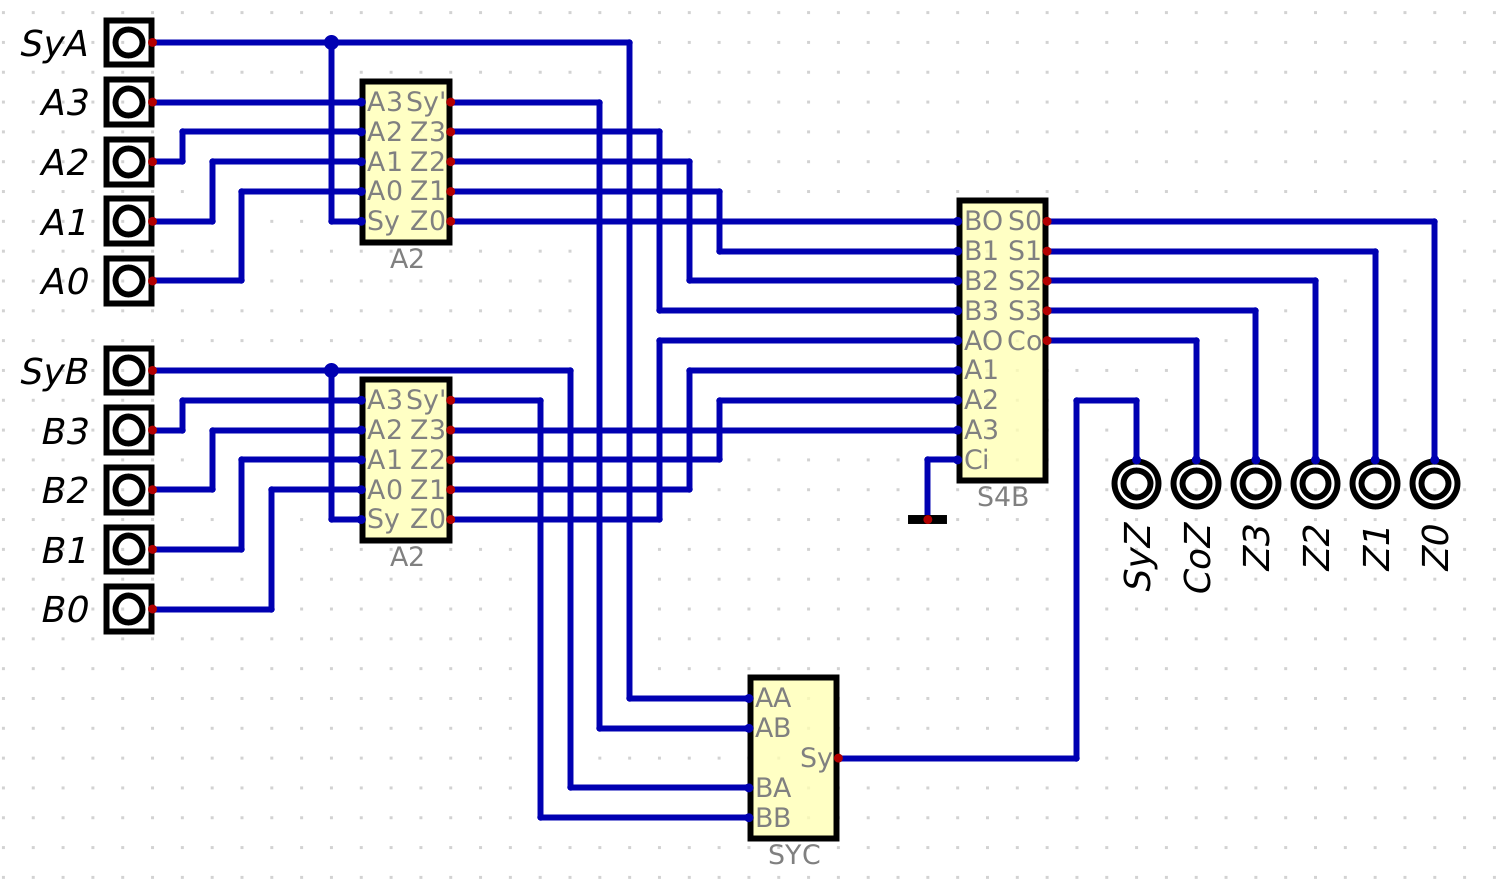 SyA
A3
A2
A1
A0
A3 Sy'
A2 Z3
A1 Z2
A0 Z1
Sy Z0
A2
SyB
B3
B2
B1
B0
A3 Sy'
A2 Z3
A1 Z2
A0 Z1
Sy Z0
A2
BO S0
B1 S1
B2 S2
B3 S3
AO Co
A1
A2
A3
Ci
S4B
SyZ
CoZ
Z3
Z2
Z1
Z0
AA
AB
Sy
BA
BB
SYC